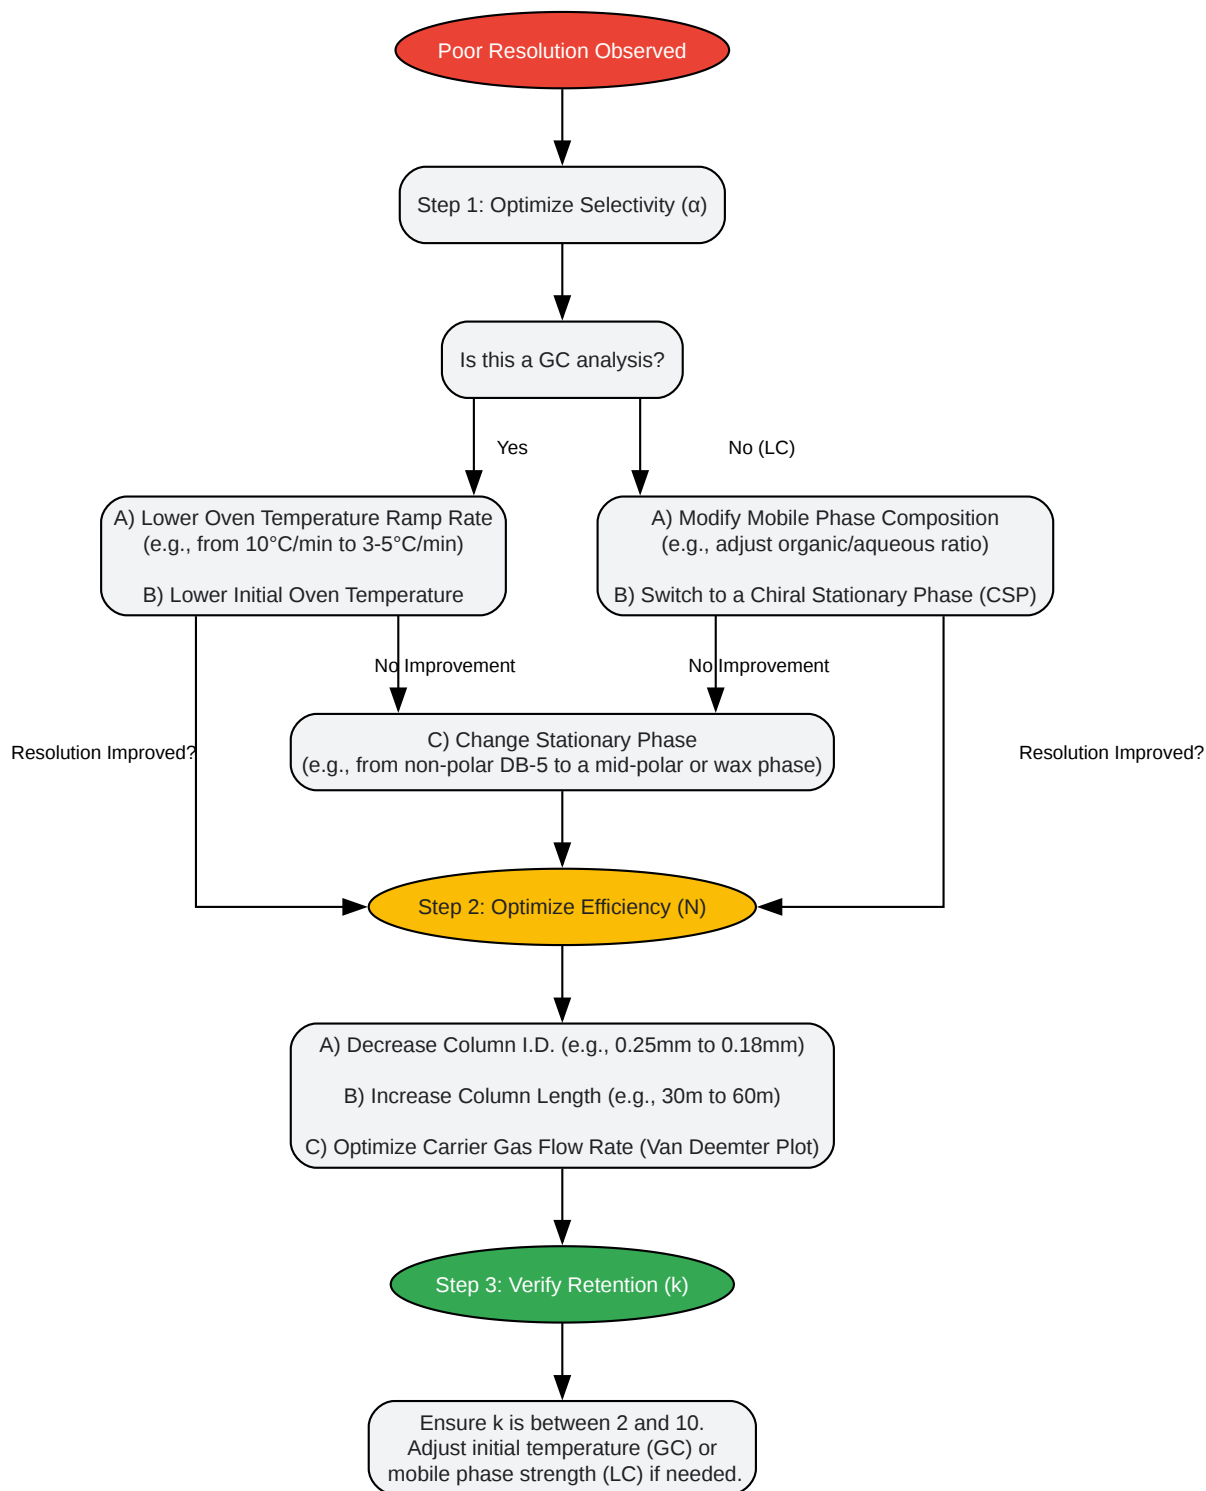 Poor Resolution Observed
Step 1: Optimize Selectivity (α)
Is this a GC analysis?
Yes
No (LC)
A) Lower Oven Temperature Ramp Rate
(e.g., from 10°C/min to 3-5°C/min)
B) Lower Initial Oven Temperature
A) Modify Mobile Phase Composition
(e.g., adjust organic/aqueous ratio)
B) Switch to a Chiral Stationary Phase (CSP)
No Improvement
No Improvement
Resolution Improved?
C) Change Stationary Phase
(e.g., from non-polar DB-5 to a mid-polar or wax phase)
Resolution Improved?
Step 2: Optimize Efficiency (N)
A) Decrease Column I.D. (e.g., 0.25mm to 0.18mm)
B) Increase Column Length (e.g., 30m to 60m)
C) Optimize Carrier Gas Flow Rate (Van Deemter Plot)
Step 3: Verify Retention (k)
Ensure k is between 2 and 10.
Adjust initial temperature (GC) or
mobile phase strength (LC) if needed.